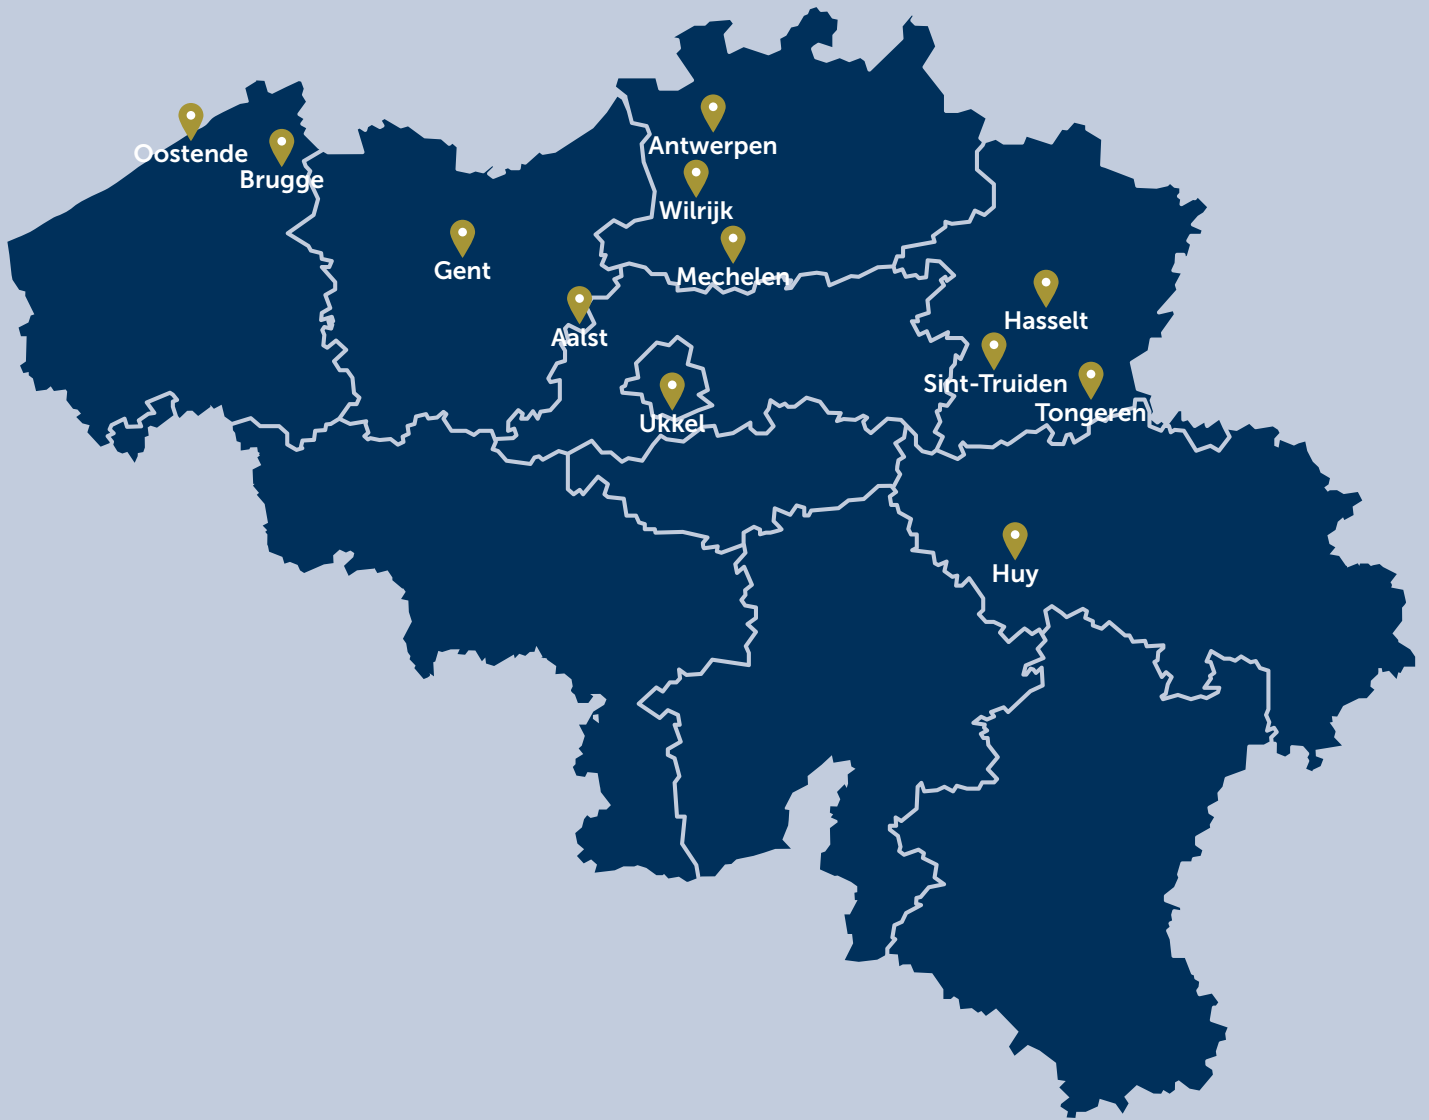 Oostende
Brugge
Antwerpen
Wilrijk
Gent
Mechelen
Aalst
Hasselt
Sint-Truiden
Tongeren
Ukkel
Huy